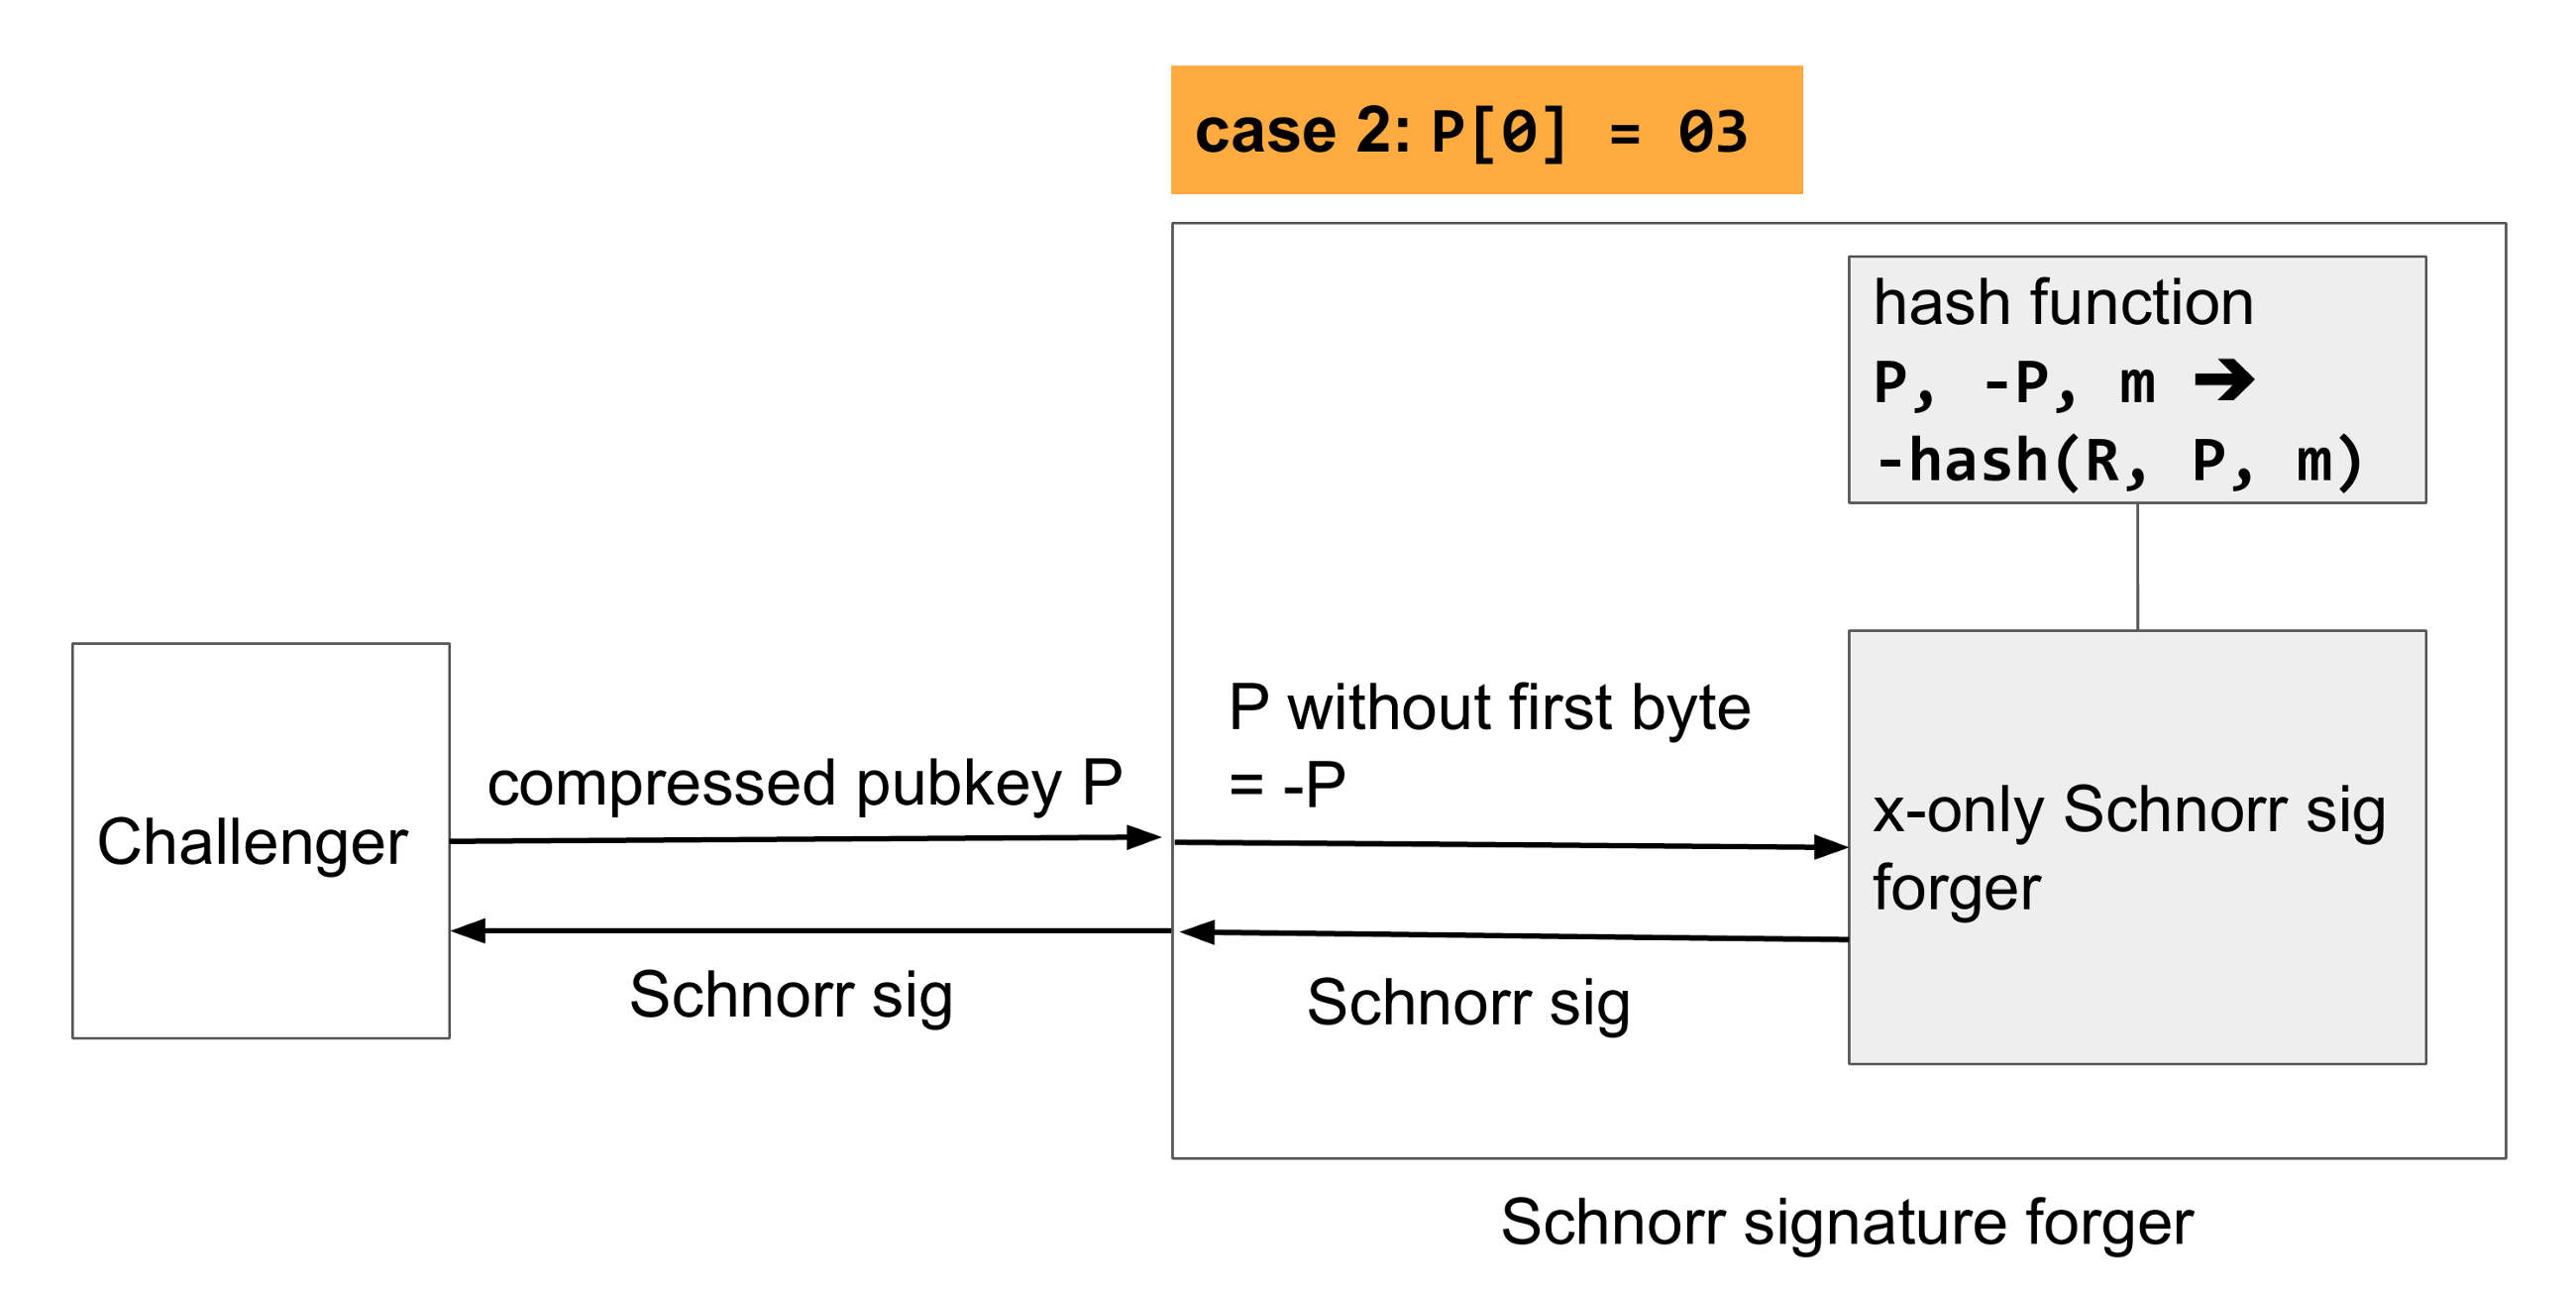 case 2: P[0] = 03
hash function
P, -P, m ➔
-hash(R, P, m)
P without first byte
= -P
compressed pubkey P
Challenger
x-only Schnorr sig
forger
Schnorr sig
Schnorr sig
Schnorr signature forger